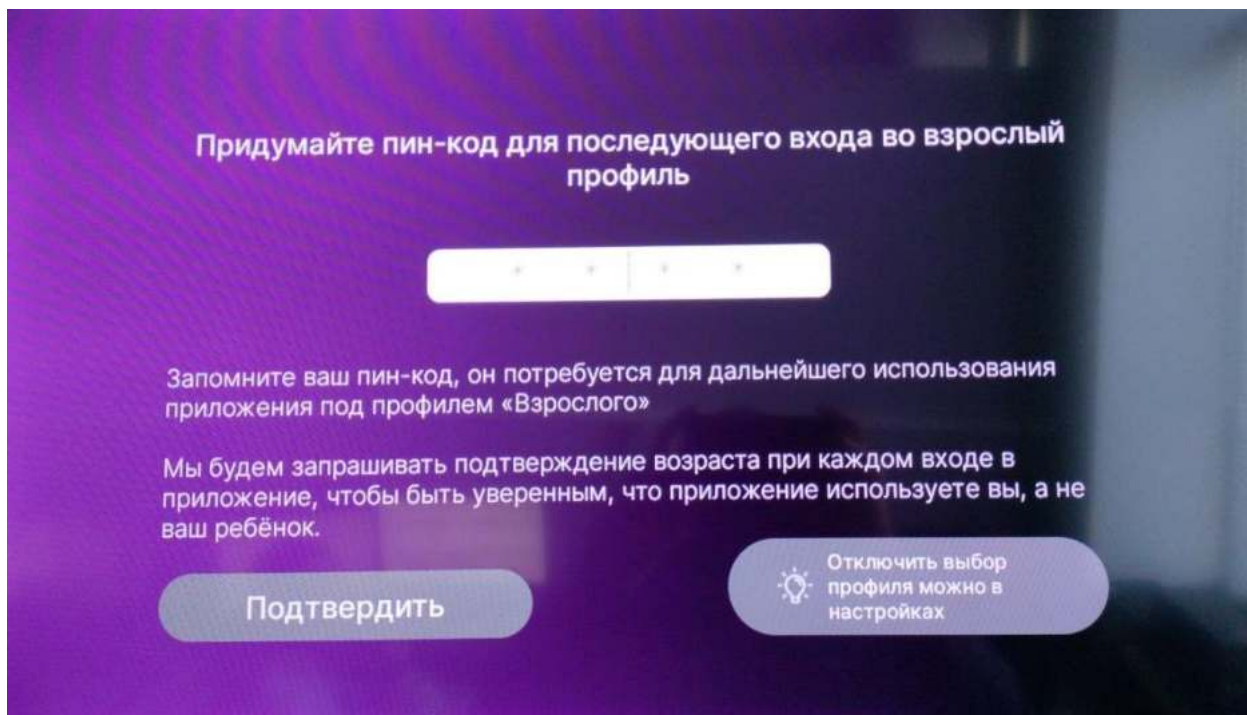 Придумайте пин-код для последующего входа во взрослый
профиль
* * * *
Запомните ваш пин-код, он потребуется для дальнейшего использования
приложения под профилем «Взрослого»
Мы будем запрашивать подтверждение возраста при каждом входе в
приложение, чтобы быть уверенным, что приложение используете вы, а не
ваш ребёнок.
Подтвердить
Отключить выбор
профиля можно в
настройках